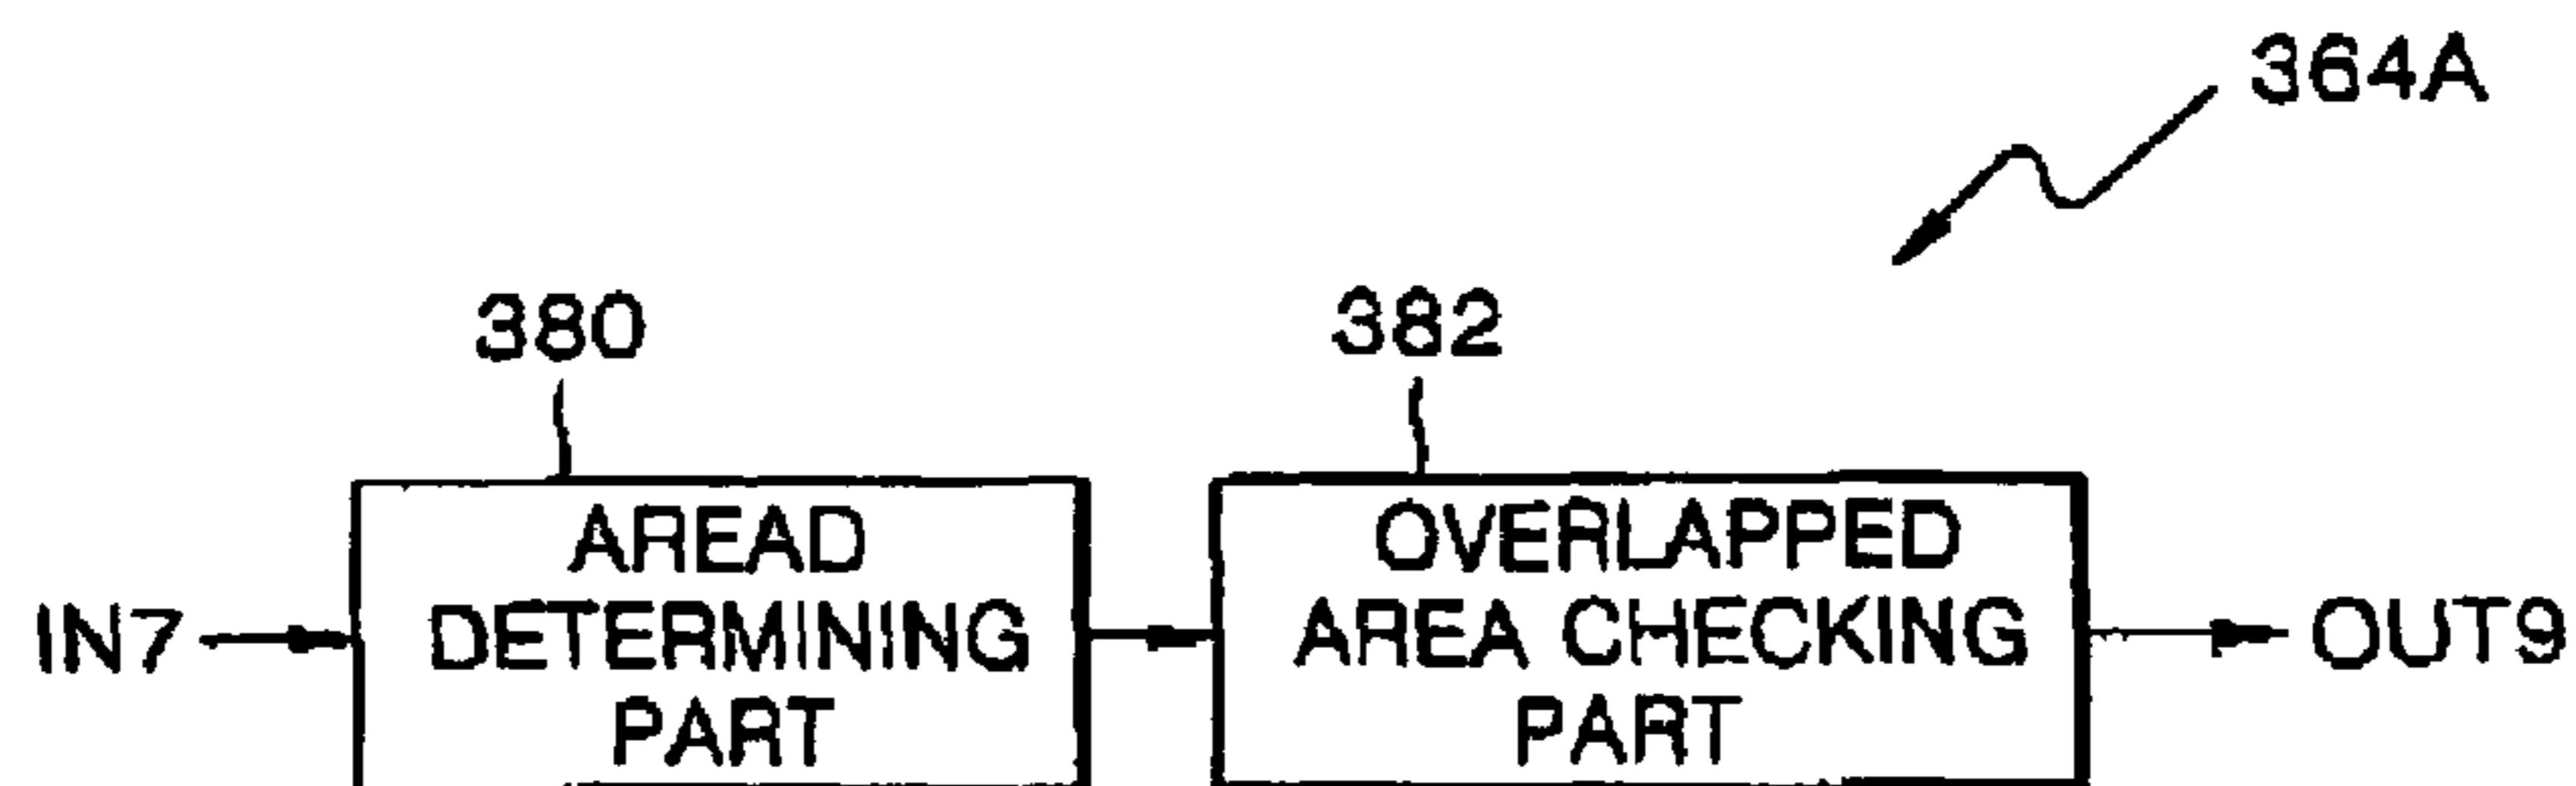 364A
380
382
IN7
AREAD
DETERMINING
PART
OVERLAPPED
AREA CHECKING
PART
OUT9